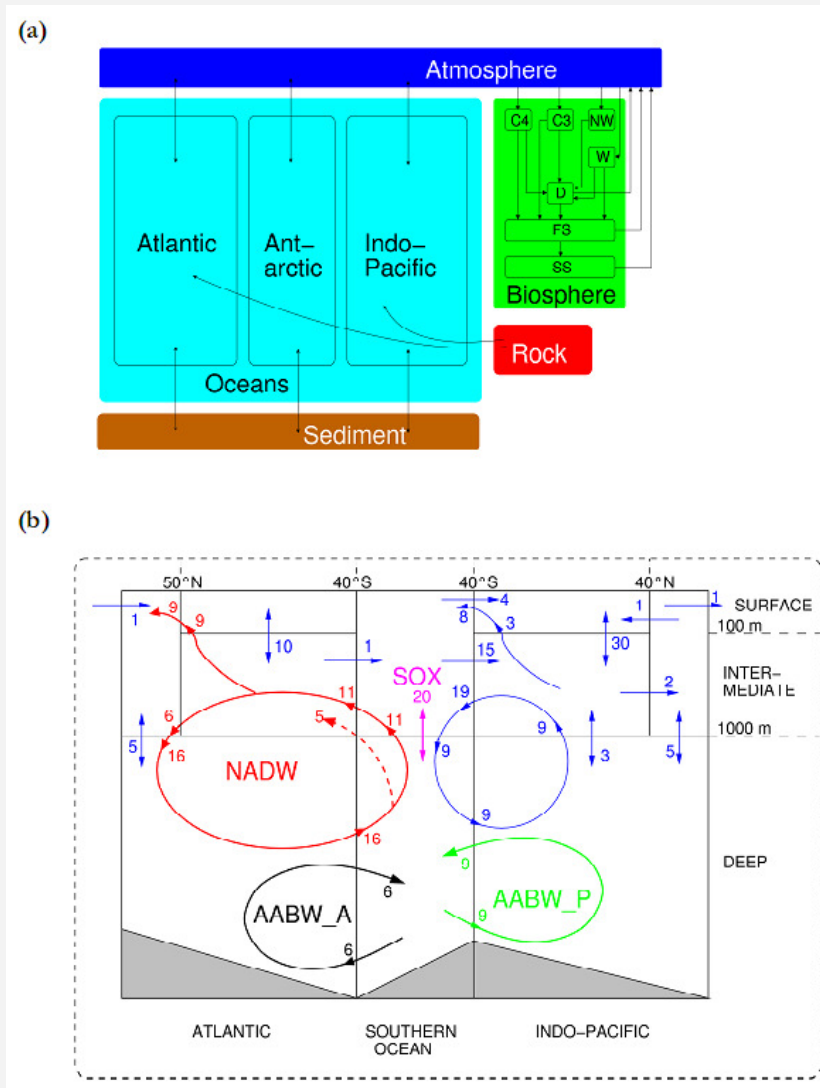 (a)
Atmosphere
C4 C3 NW
W
D
FS
SS
Biosphere
Atlantic
Ant-
arctic
Indo-
Pacific
Oceans
Rock
Sediment
(b)
50^N 40^S 40^S 40^N
1 9 9 10 1 4 8 3 15 30 1 1
SURFACE
100 m
INTER-
MEDIATE
SOX
20
2
1000 m
5 6 16 11 5 11 19 9 9 3 5
NADW
16 9
DEEP
AABW_A
6 6
AABW_P
0 9
ATLANTIC SOUTHERN INDO-PACIFIC
OCEAN